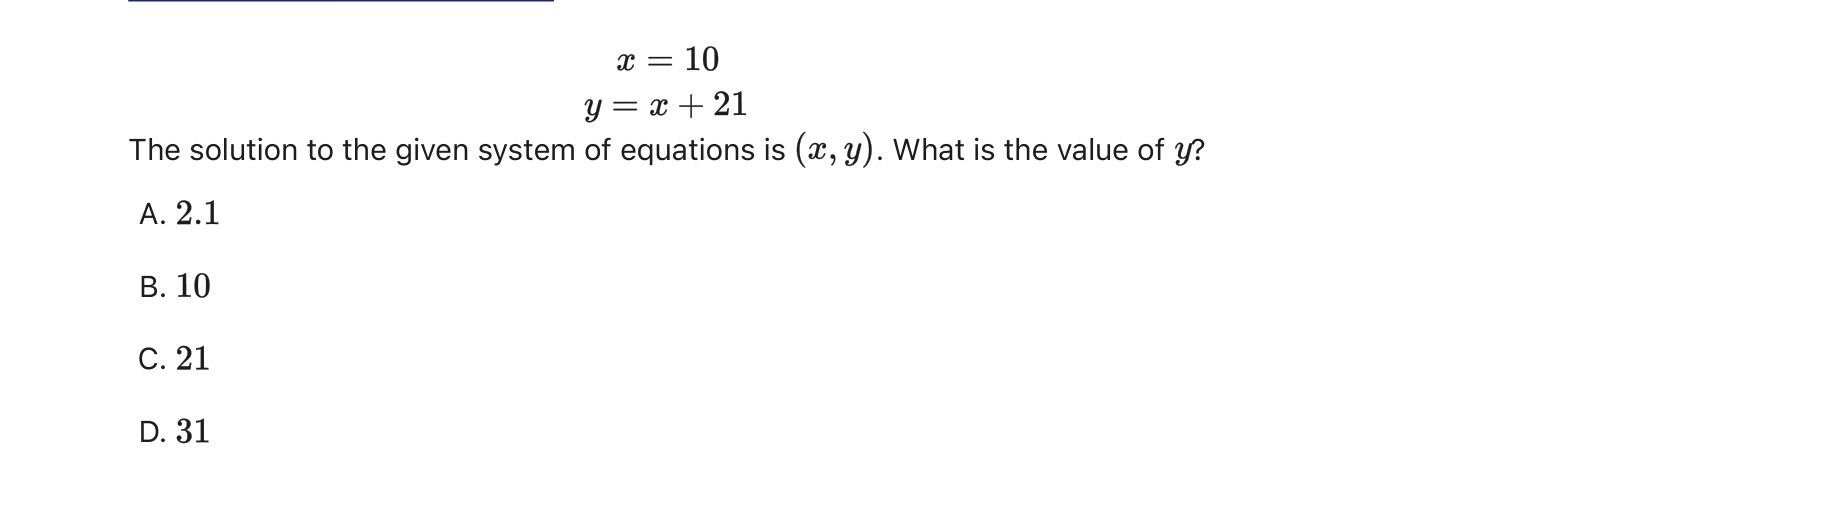 x = 10
y = x + 21
The solution to the given system of equations is (x, y). What is the value of y?
A. 2.1
B. 10
C. 21
D. 31